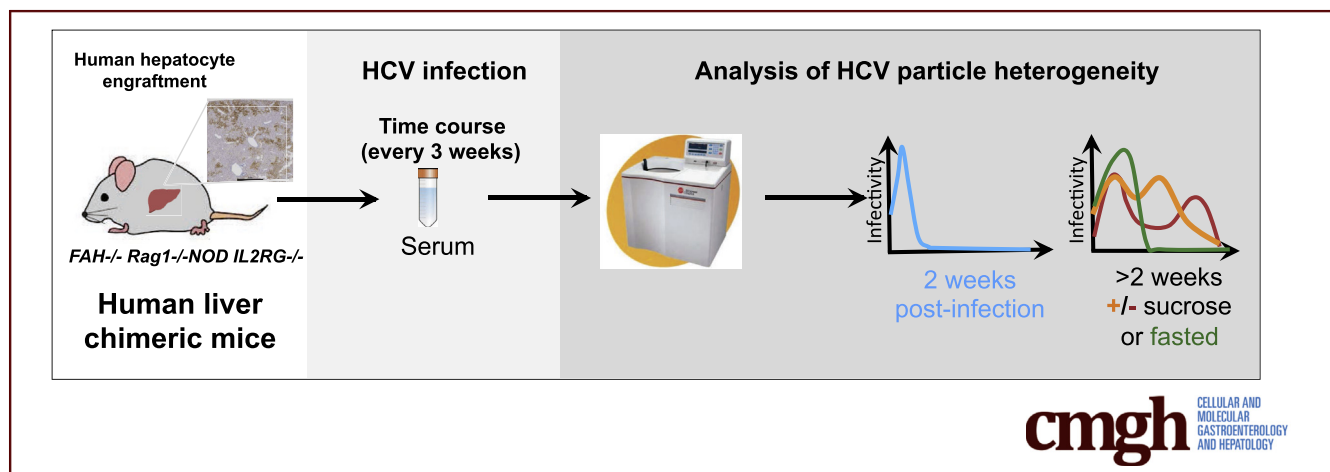 Human hepatocyte
engraftment
FAH-/- Rag1-/-NOD IL2RG-/-
Human liver
chimeric mice
HCV infection
Time course
(every 3 weeks)
Serum
Analysis of HCV particle heterogeneity
Infectivity
2 weeks
post-infection
Infectivity
>2 weeks
+/- sucrose
or fasted
cmgh
CELLULAR AND
MOLECULAR
GASTROENTEROLOGY
AND HEPATOLOGY